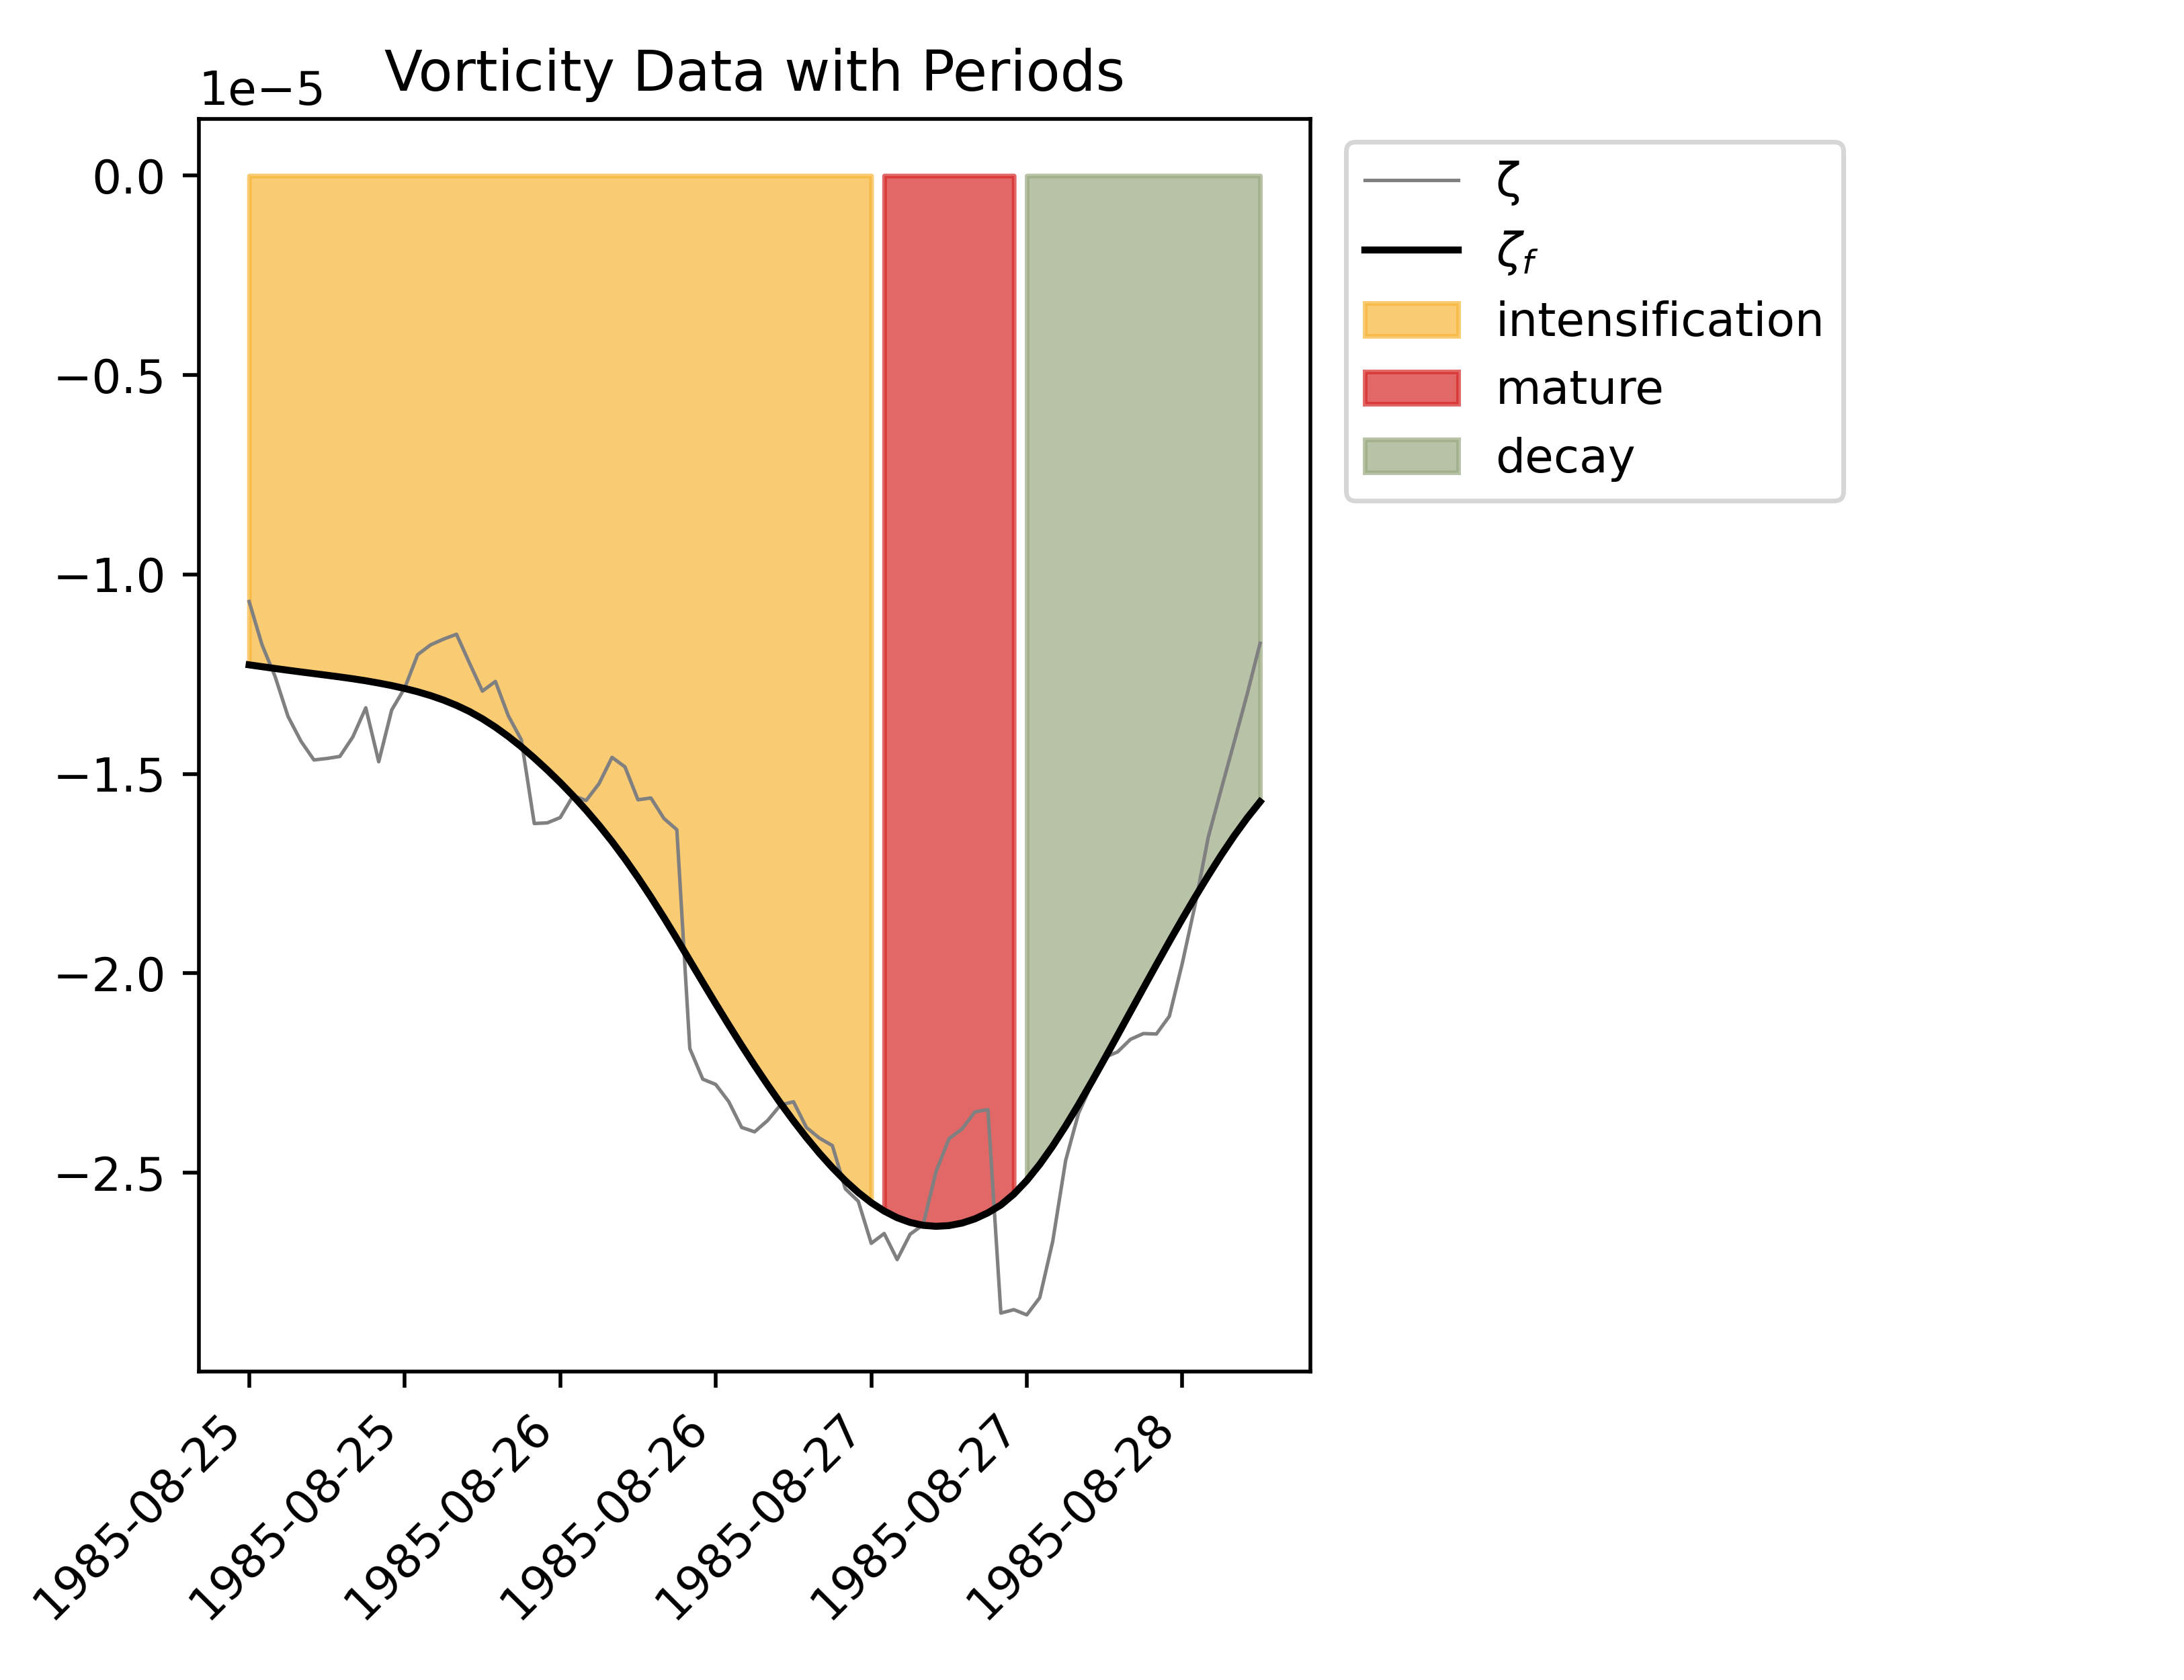 Vorticity Data with Periods
1e−5
0.0
−0.5
−1.0
−1.5
−2.0
−2.5
1985-08-25
1985-08-25
1985-08-26
1985-08-26
1985-08-27
1985-08-27
1985-08-28
ζ
ζf
intensification
mature
decay